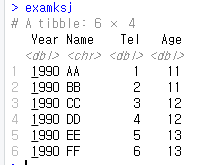 > examksj
# A tibble: 6 × 4
Year Name Tel Age
<dbl> <chr> <dbl> <dbl>
1 1990 AA 1 11
2 1990 BB 2 11
3 1990 CC 3 12
4 1990 DD 4 12
5 1990 EE 5 13
6 1990 FF 6 13
>